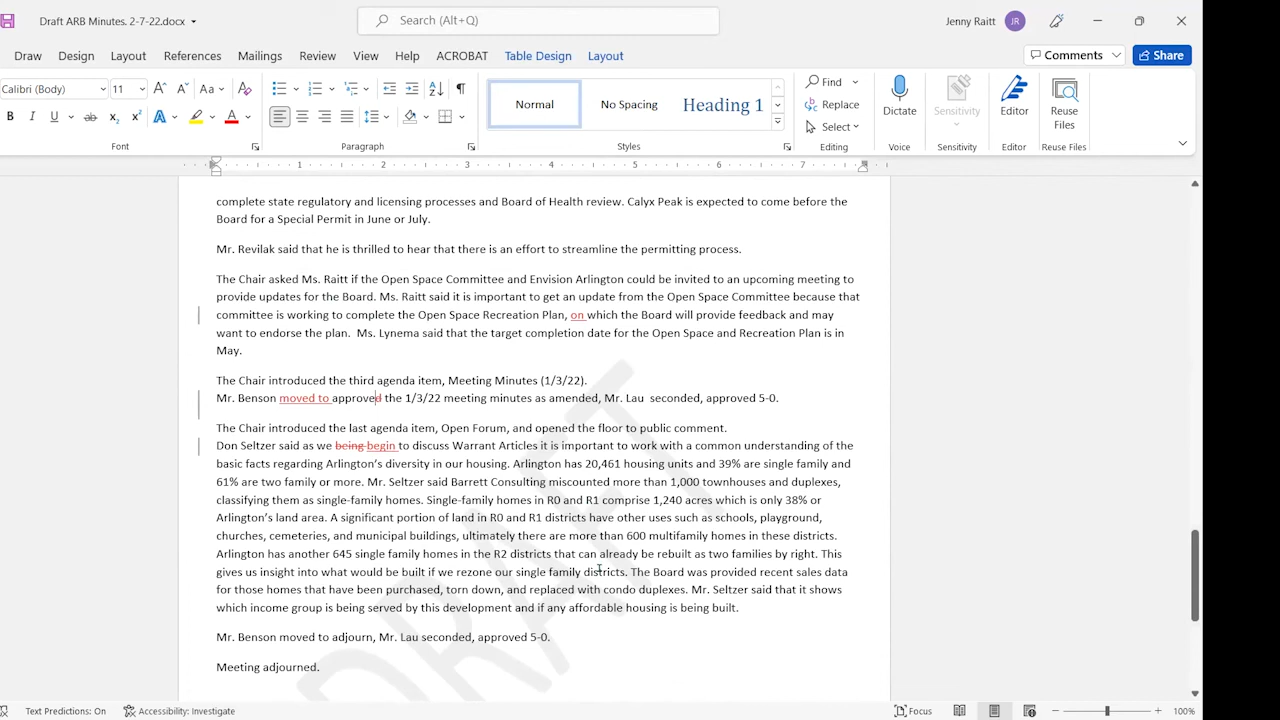 Draft ARB Minutes. 2-7-22.docx
Search (Alt+Q)
Jenny Raitt
JR
Draw Design Layout References Mailings Review View Help ACROBAT Table Design Layout
Comments
Share
Calibri (Body)
11
Aa
Normal
No Spacing
Heading 1
Find
Replace
Select
Dictate
Sensitivity
Editor
Reuse Files
B I U ab x₂ x² A A
Font
Paragraph
Styles
Editing
Voice
Sensitivity
Editor
Reuse Files
1 2 3 4 5 6 7
complete state regulatory and licensing processes and Board of Health review. Calyx Peak is expected to come before the
Board for a Special Permit in June or July.
Mr. Revilak said that he is thrilled to hear that there is an effort to streamline the permitting process.
The Chair asked Ms. Raitt if the Open Space Committee and Envision Arlington could be invited to an upcoming meeting to
provide updates for the Board. Ms. Raitt said it is important to get an update from the Open Space Committee because that
committee is working to complete the Open Space Recreation Plan, on which the Board will provide feedback and may
want to endorse the plan.  Ms. Lynema said that the target completion date for the Open Space and Recreation Plan is in
May.
The Chair introduced the third agenda item, Meeting Minutes (1/3/22).
Mr. Benson moved to approved the 1/3/22 meeting minutes as amended, Mr. Lau  seconded, approved 5-0.
The Chair introduced the last agenda item, Open Forum, and opened the floor to public comment.
Don Seltzer said as we being begin to discuss Warrant Articles it is important to work with a common understanding of the
basic facts regarding Arlington's diversity in our housing. Arlington has 20,461 housing units and 39% are single family and
61% are two family or more. Mr. Seltzer said Barrett Consulting miscounted more than 1,000 townhouses and duplexes,
classifying them as single-family homes. Single-family homes in R0 and R1 comprise 1,240 acres which is only 38% or
Arlington's land area. A significant portion of land in R0 and R1 districts have other uses such as schools, playground,
churches, cemeteries, and municipal buildings, ultimately there are more than 600 multifamily homes in these districts.
Arlington has another 645 single family homes in the R2 districts that can already be rebuilt as two families by right. This
gives us insight into what would be built if we rezone our single family districts. The Board was provided recent sales data
for those homes that have been purchased, torn down, and replaced with condo duplexes. Mr. Seltzer said that it shows
which income group is being served by this development and if any affordable housing is being built.
Mr. Benson moved to adjourn, Mr. Lau seconded, approved 5-0.
Meeting adjourned.
DRAFT
Text Predictions: On
Accessibility: Investigate
Focus
100%